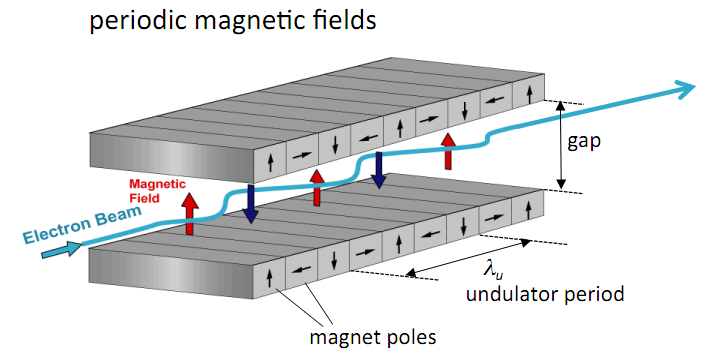 periodic magnetic fields
gap
Magnetic
Field
Electron Beam
λu
undulator period
magnet poles